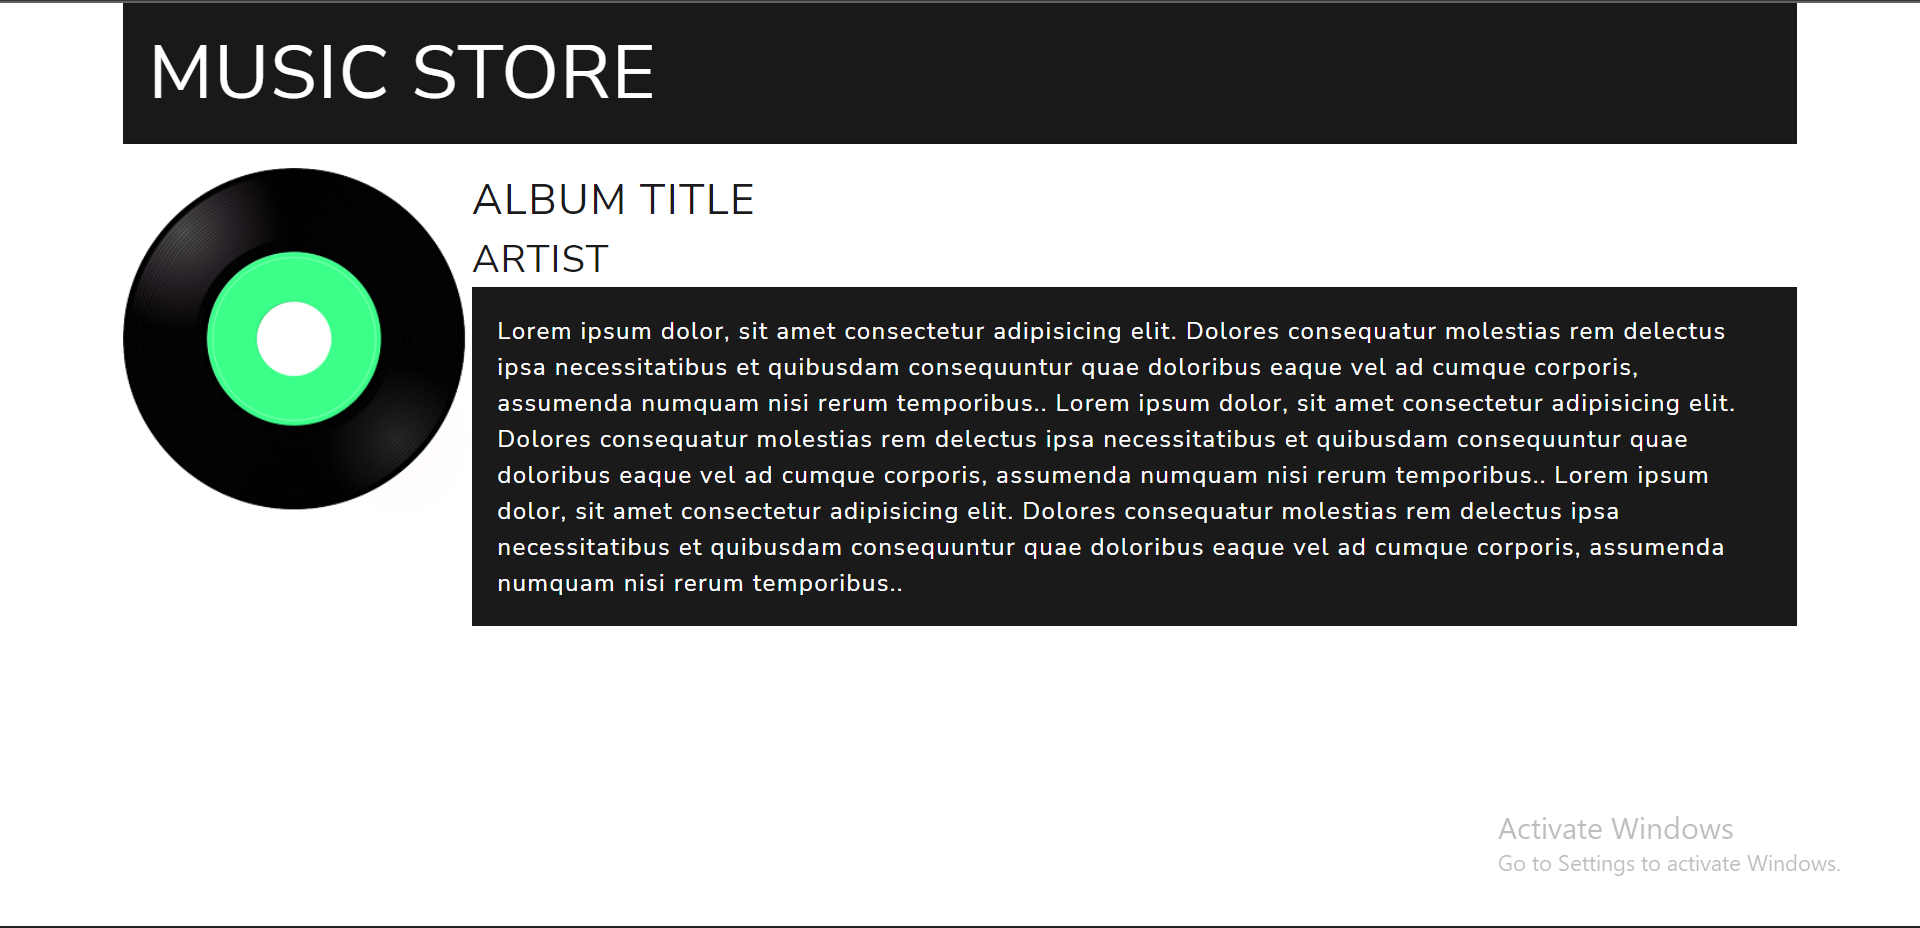 MUSIC STORE
ALBUM TITLE
ARTIST
Lorem ipsum dolor, sit amet consectetur adipisicing elit. Dolores consequatur molestias rem delectus
ipsa necessitatibus et quibusdam consequuntur quae doloribus eaque vel ad cumque corporis,
assumenda numquam nisi rerum temporibus.. Lorem ipsum dolor, sit amet consectetur adipisicing elit.
Dolores consequatur molestias rem delectus ipsa necessitatibus et quibusdam consequuntur quae
doloribus eaque vel ad cumque corporis, assumenda numquam nisi rerum temporibus.. Lorem ipsum
dolor, sit amet consectetur adipisicing elit. Dolores consequatur molestias rem delectus ipsa
necessitatibus et quibusdam consequuntur quae doloribus eaque vel ad cumque corporis, assumenda
numquam nisi rerum temporibus..
Activate Windows
Go to Settings to activate Windows.